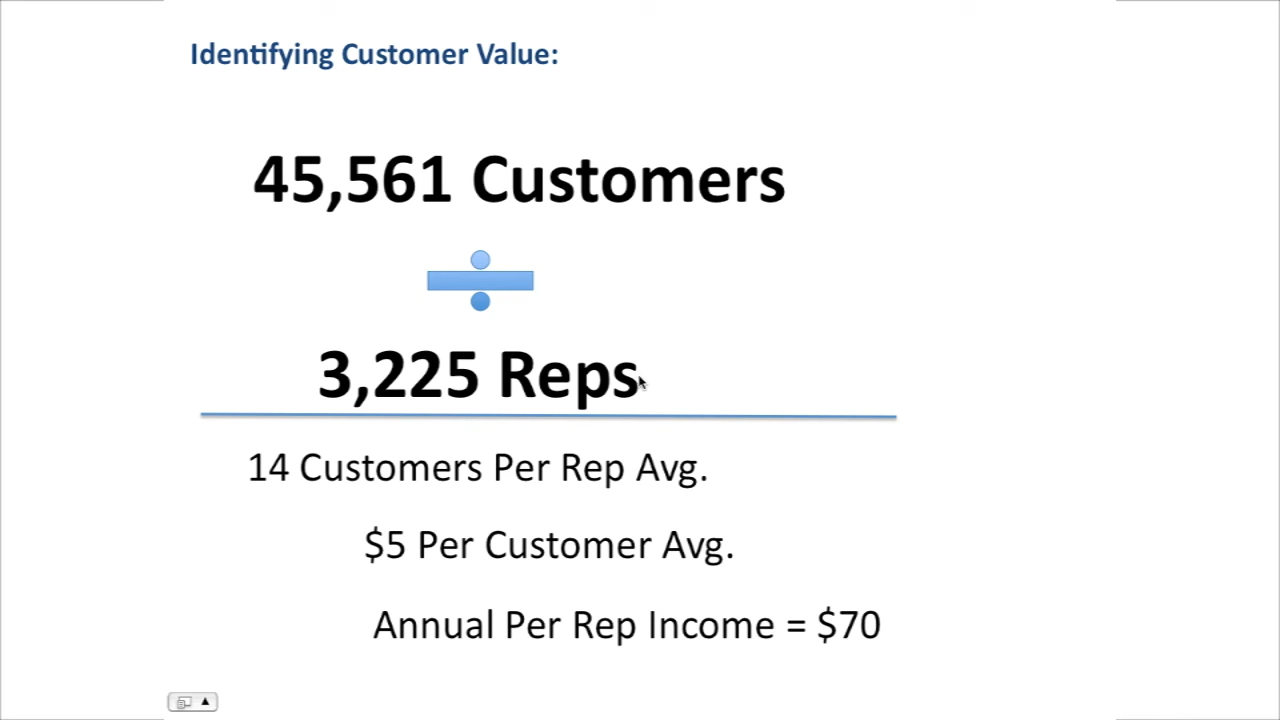 Identifying Customer Value:
45,561 Customers
÷
3,225 Reps
14 Customers Per Rep Avg.
$5 Per Customer Avg.
Annual Per Rep Income = $70